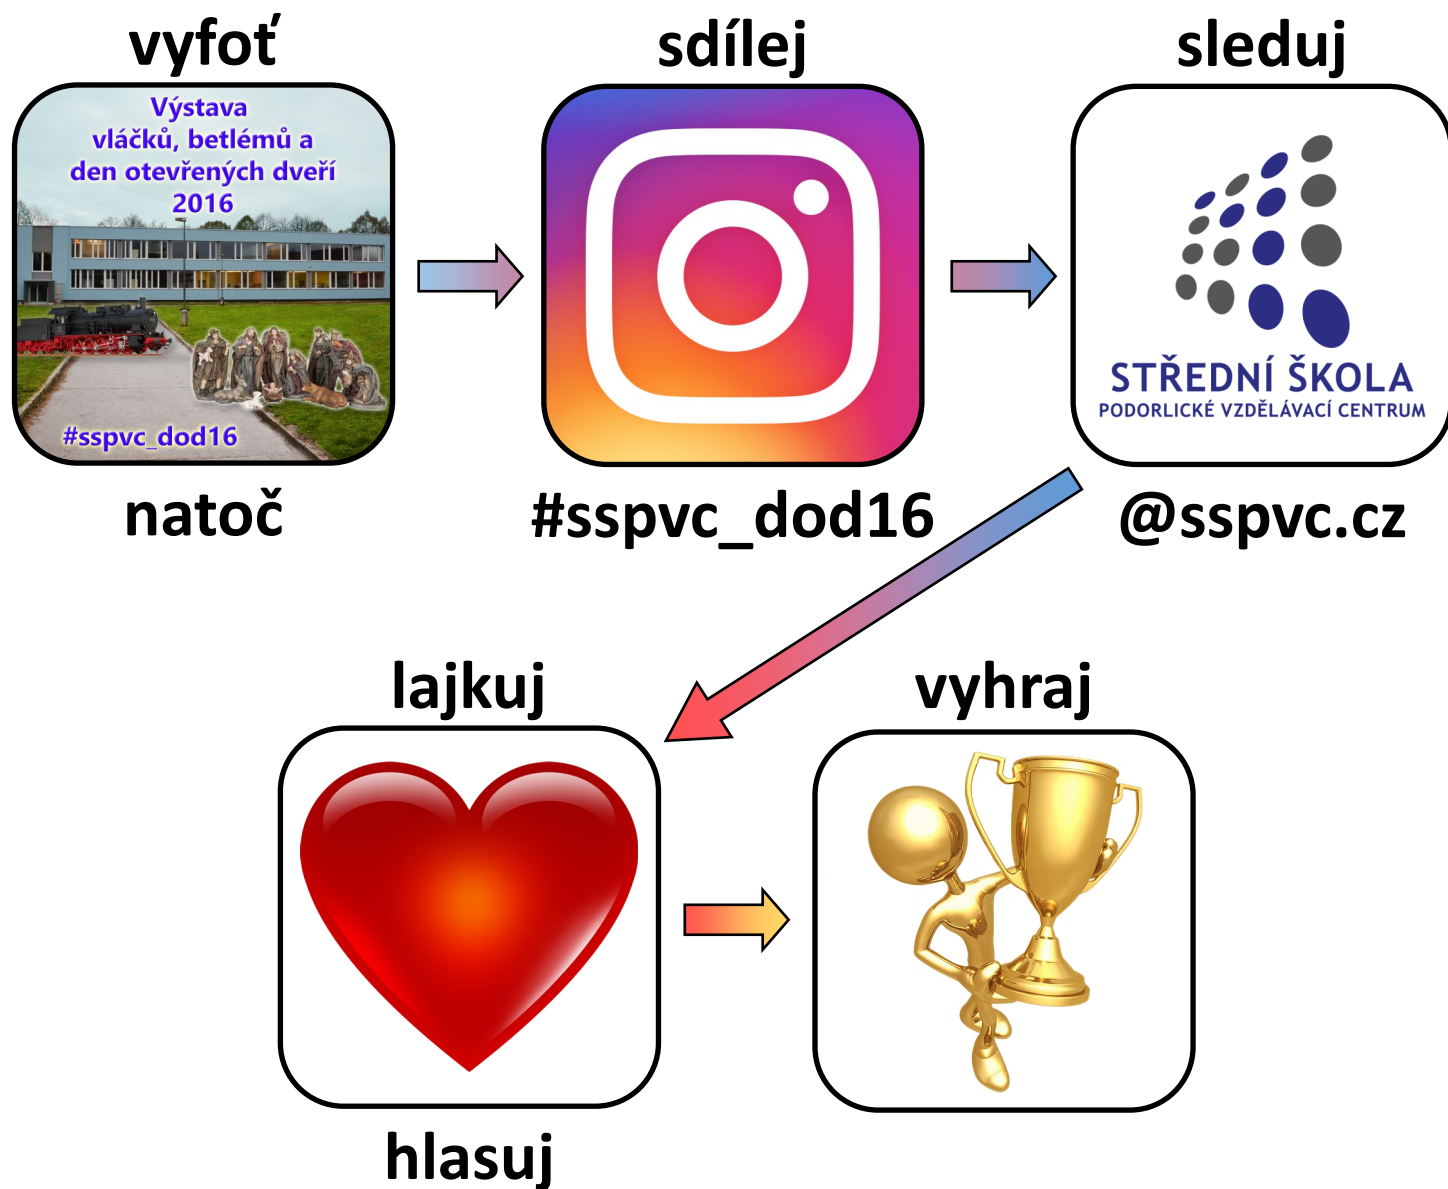 vyfoť
Výstava
vláčků, betlémů a
den otevřených dveří
2016
#sspvc_dod16
natoč
sdílej
#sspvc_dod16
sleduj
STŘEDNÍ ŠKOLA
PODORLICKÉ VZDĚLÁVACÍ CENTRUM
@sspvc.cz
lajkuj
hlasuj
vyhraj